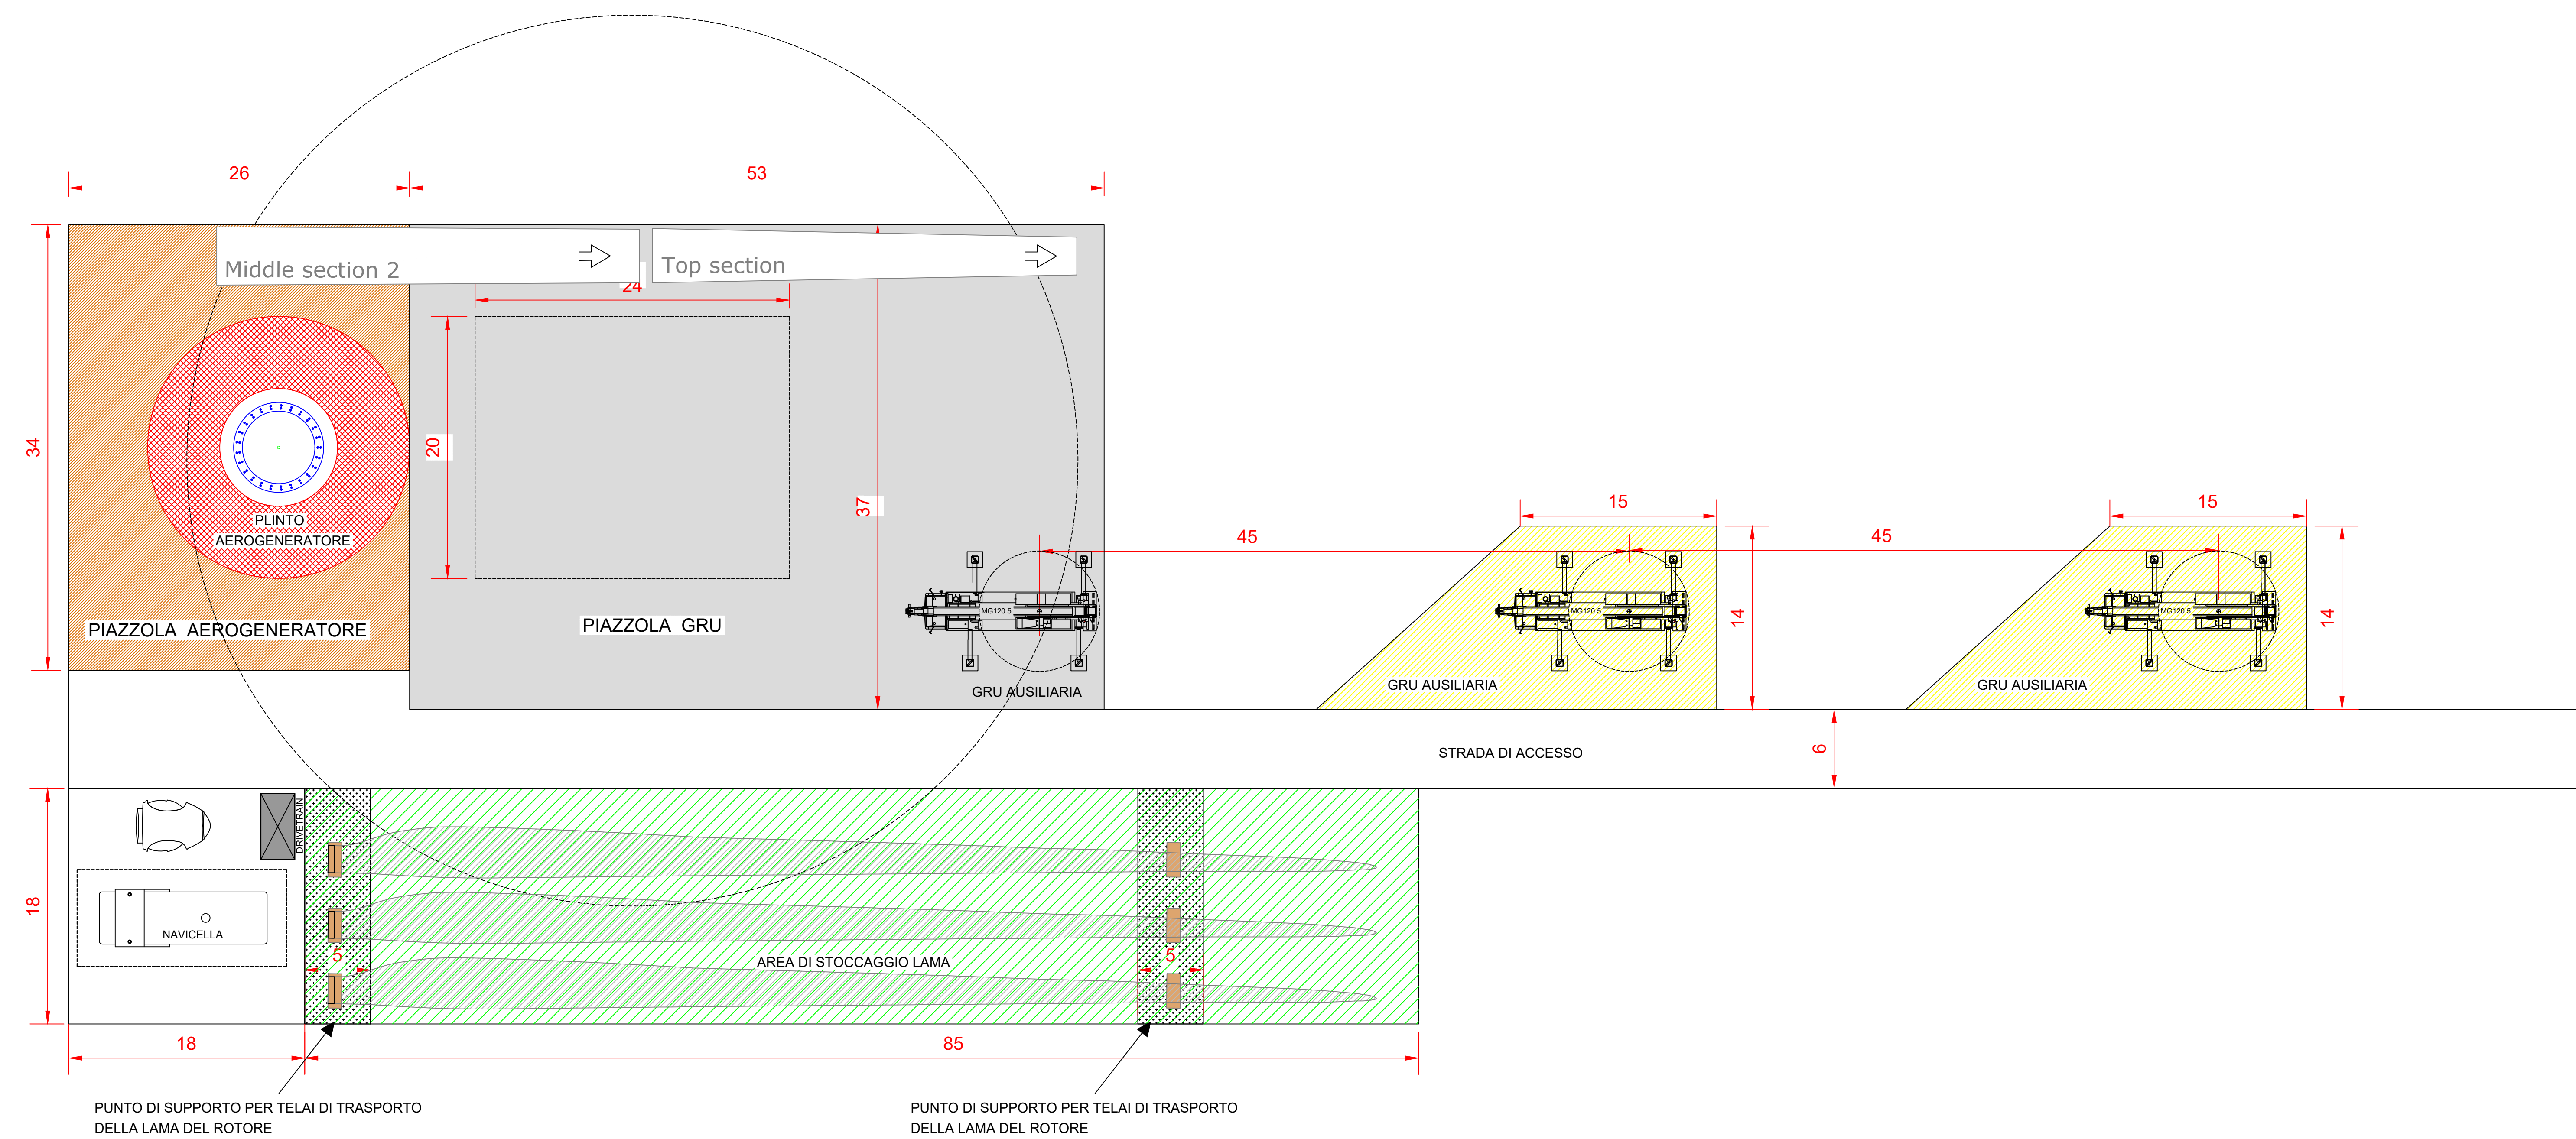 26
53
Middle section 2
Top section
24
34
20
37
15
15
45
45
PLINTO
AEROGENERATORE
MG120.5
MG120.5
MG120.5
14
14
PIAZZOLA AEROGENERATORE
PIAZZOLA GRU
GRU AUSILIARIA
GRU AUSILIARIA
GRU AUSILIARIA
STRADA DI ACCESSO
6
DRIVETRAIN
18
NAVICELLA
5
AREA DI STOCCAGGIO LAMA
5
18
85
PUNTO DI SUPPORTO PER TELAI DI TRASPORTO
DELLA LAMA DEL ROTORE
PUNTO DI SUPPORTO PER TELAI DI TRASPORTO
DELLA LAMA DEL ROTORE